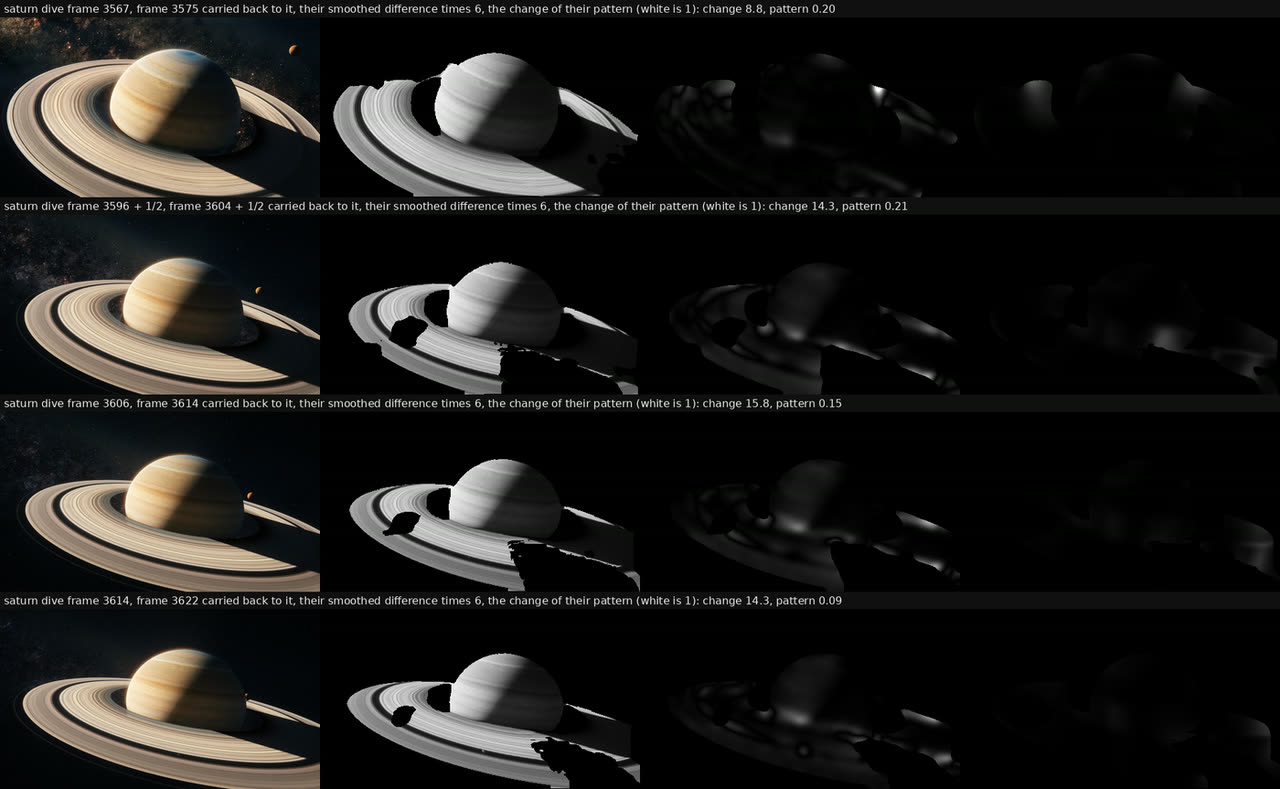 saturn dive frame 3567, frame 3575 carried back to it, their smoothed difference times 6, the change of their pattern (white is 1): change 8.8, pattern 0.20
saturn dive frame 3596 + 1/2, frame 3604 + 1/2 carried back to it, their smoothed difference times 6, the change of their pattern (white is 1): change 14.3, pattern 0.21
saturn dive frame 3606, frame 3614 carried back to it, their smoothed difference times 6, the change of their pattern (white is 1): change 15.8, pattern 0.15
saturn dive frame 3614, frame 3622 carried back to it, their smoothed difference times 6, the change of their pattern (white is 1): change 14.3, pattern 0.09